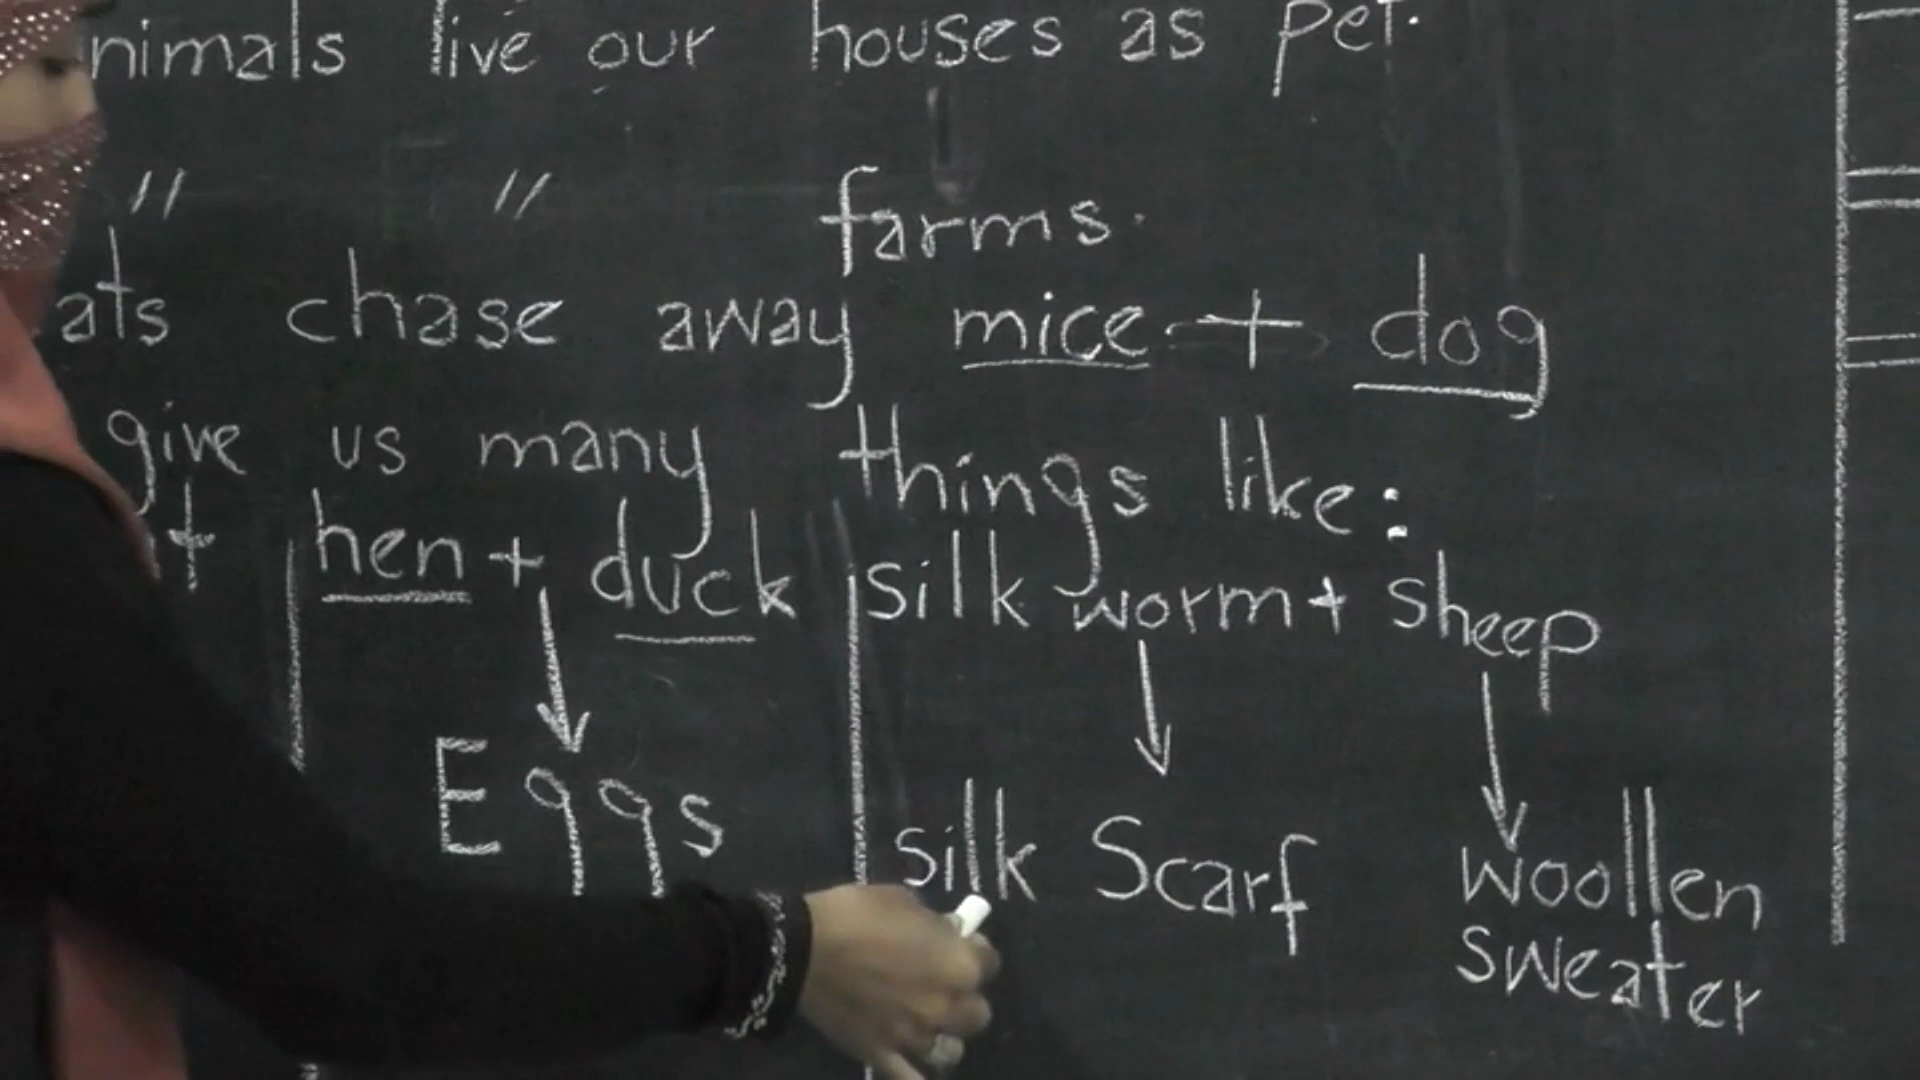 nimals live our houses as pet.
" " farms.
ats chase away mice + dog
give us many things like:
t hen + duck silk worm + sheep
Eggs silk Scarf woollen
sweater